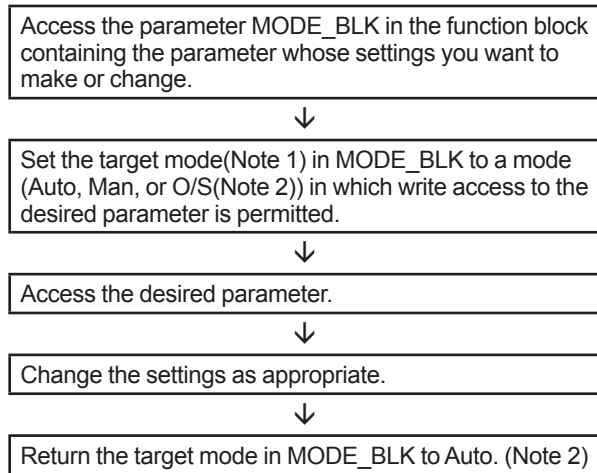 Access the parameter MODE_BLK in the function block
containing the parameter whose settings you want to
make or change.
Set the target mode(Note 1) in MODE_BLK to a mode
(Auto, Man, or O/S(Note 2)) in which write access to the
desired parameter is permitted.
Access the desired parameter.
Change the settings as appropriate.
Return the target mode in MODE_BLK to Auto. (Note 2)